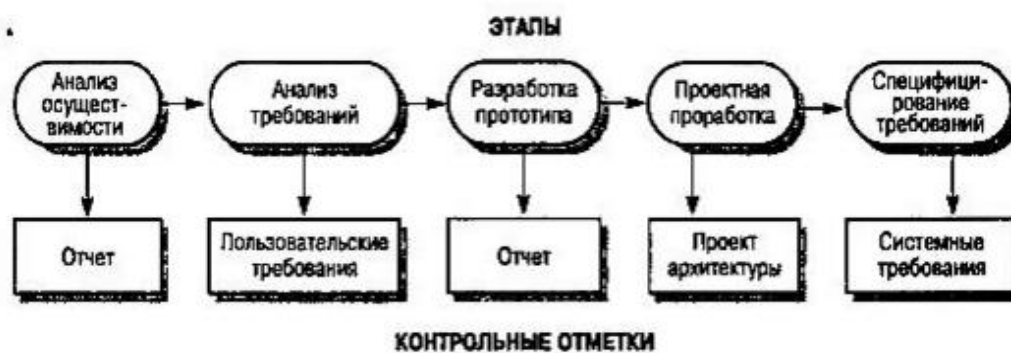 ЭТАПЫ
Анализ
осущест-
вимости
Анализ
требований
Разработка
прототипа
Проектная
проработка
Специфици-
рование
требований
Отчет
Пользовательские
требования
Отчет
Проект
архитектуры
Системные
требования
КОНТРОЛЬНЫЕ ОТМЕТКИ